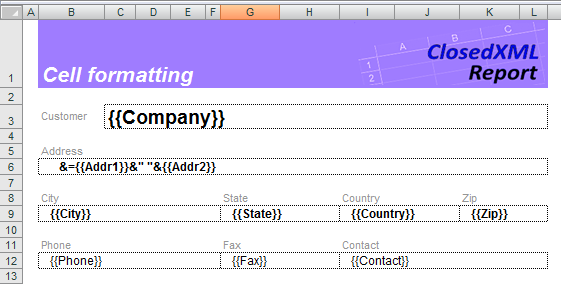 A B C D E F G H I J K L
A B C
1
2
ClosedXML
Report
1 Cell formatting
2
3 Customer {{Company}}
4
5 Address
6 &={{Addr1}}&" "&{{Addr2}}
7
8 City State Country Zip
9 {{City}} {{State}} {{Country}} {{Zip}}
10
11 Phone Fax Contact
12 {{Phone}} {{Fax}} {{Contact}}
13